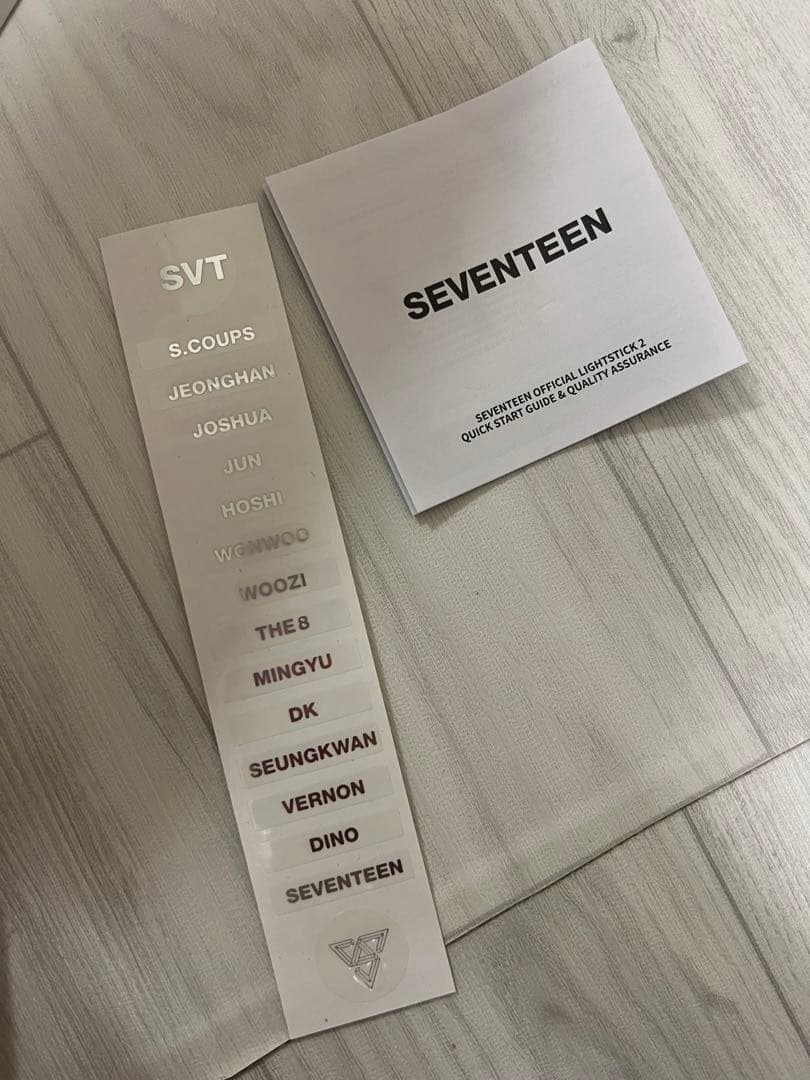 SVT
S.COUPS
JEONGHAN
JOSHUA
JUN
HOSHI
WONWOO
WOOZI
THE 8
MINGYU
DK
SEUNGKWAN
VERNON
DINO
SEVENTEEN
SEVENTEEN
SEVENTEEN OFFICIAL LIGHTSTICK 2
QUICK START GUIDE & QUALITY ASSURANCE